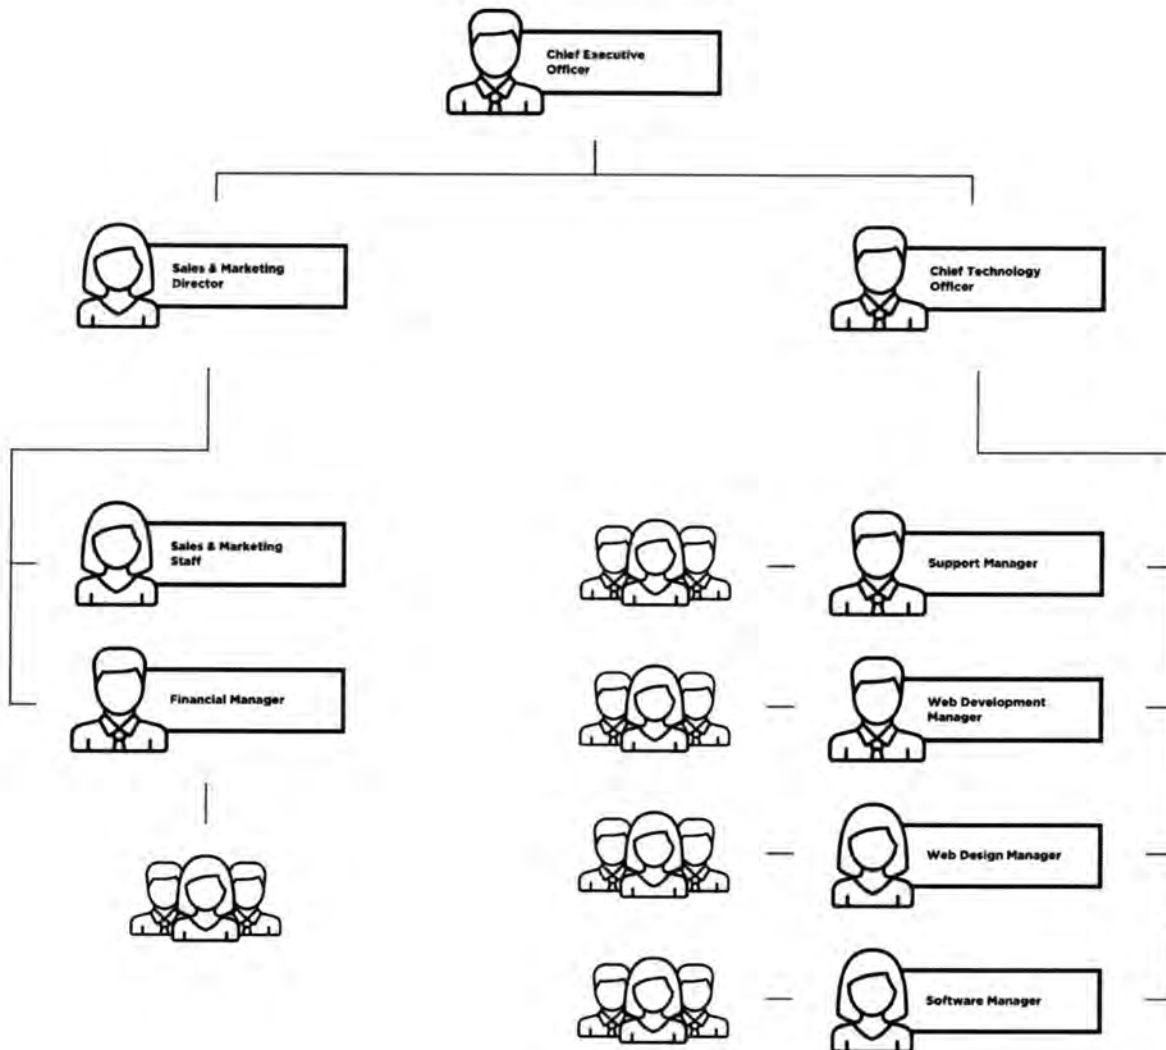 Chief Executive
Officer
Sales & Marketing
Director
Chief Technology
Officer
Sales & Marketing
Staff
Financial Manager
Support Manager
Web Development
Manager
Web Design Manager
Software Manager